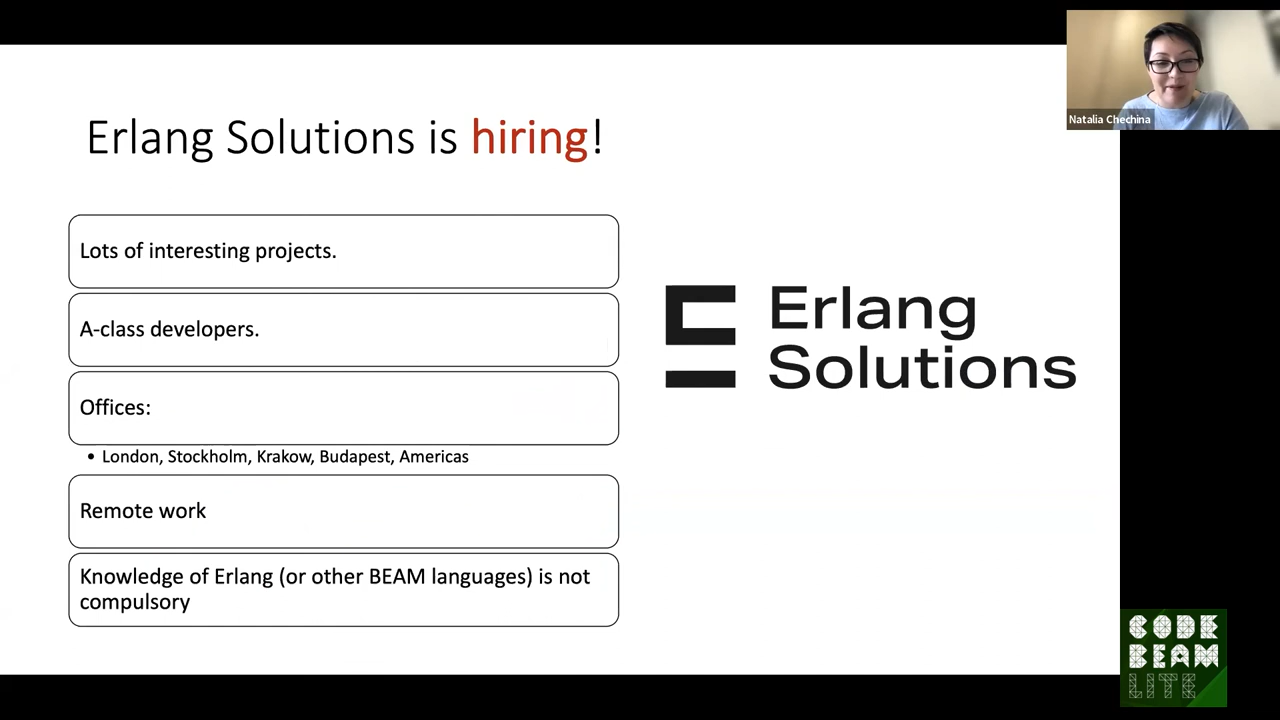 Erlang Solutions is hiring!
Lots of interesting projects.
A-class developers.
Offices:
• London, Stockholm, Krakow, Budapest, Americas
Remote work
Knowledge of Erlang (or other BEAM languages) is not
compulsory
Erlang
Solutions
Natalia Chechina
CODE
BEAM
LITE